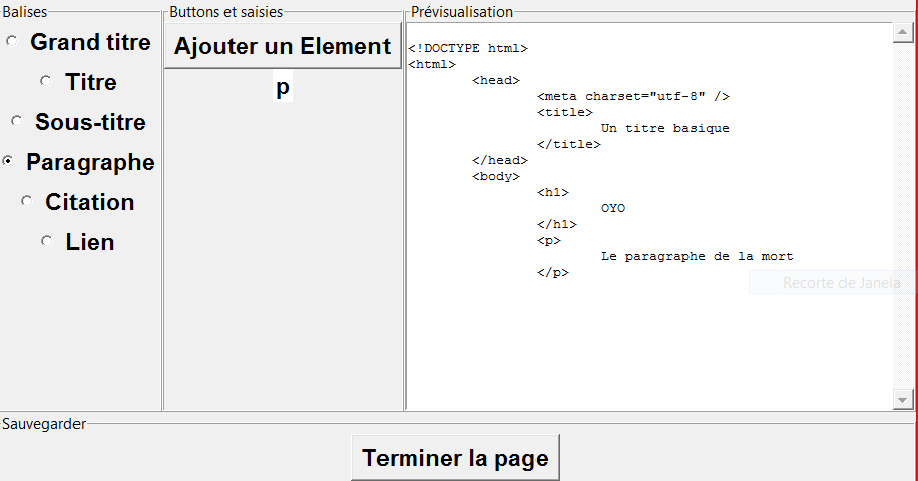 Balises
Grand titre
Titre
Sous-titre
Paragraphe
Citation
Lien
Buttons et saisies
Ajouter un Element
p
Prévisualisation
<!DOCTYPE html>
<html>
<head>
<meta charset="utf-8" />
<title>
Un titre basique
</title>
</head>
<body>
<h1>
OYO
</h1>
<p>
Le paragraphe de la mort
</p>
Recorte de Janela
Sauvegarder
Terminer la page